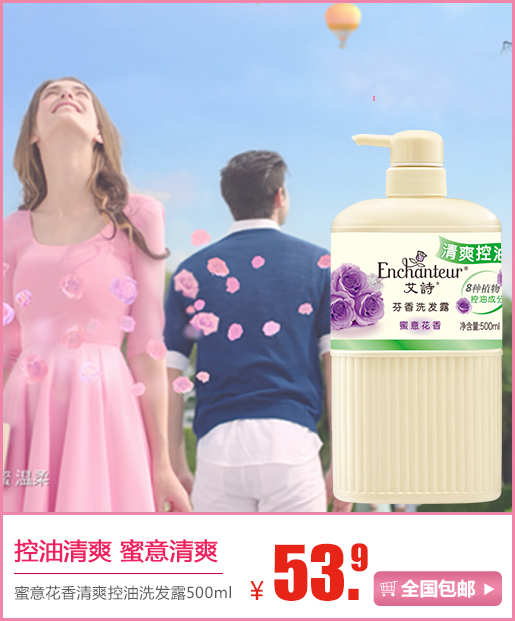 清爽控油
Enchanteur®
艾詩®
芬香洗发露
蜜意花香
8种植物
控油成分
净含量:500ml
温柔
控油清爽 蜜意清爽
蜜意花香清爽控油洗发露500ml
¥ 53.9
全国包邮